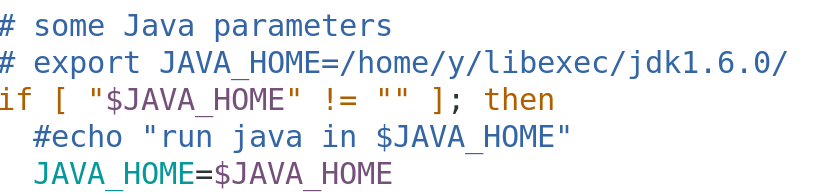 # some Java parameters
# export JAVA_HOME=/home/y/libexec/jdk1.6.0/
if [ "$JAVA_HOME" != "" ]; then
  #echo "run java in $JAVA_HOME"
  JAVA_HOME=$JAVA_HOME